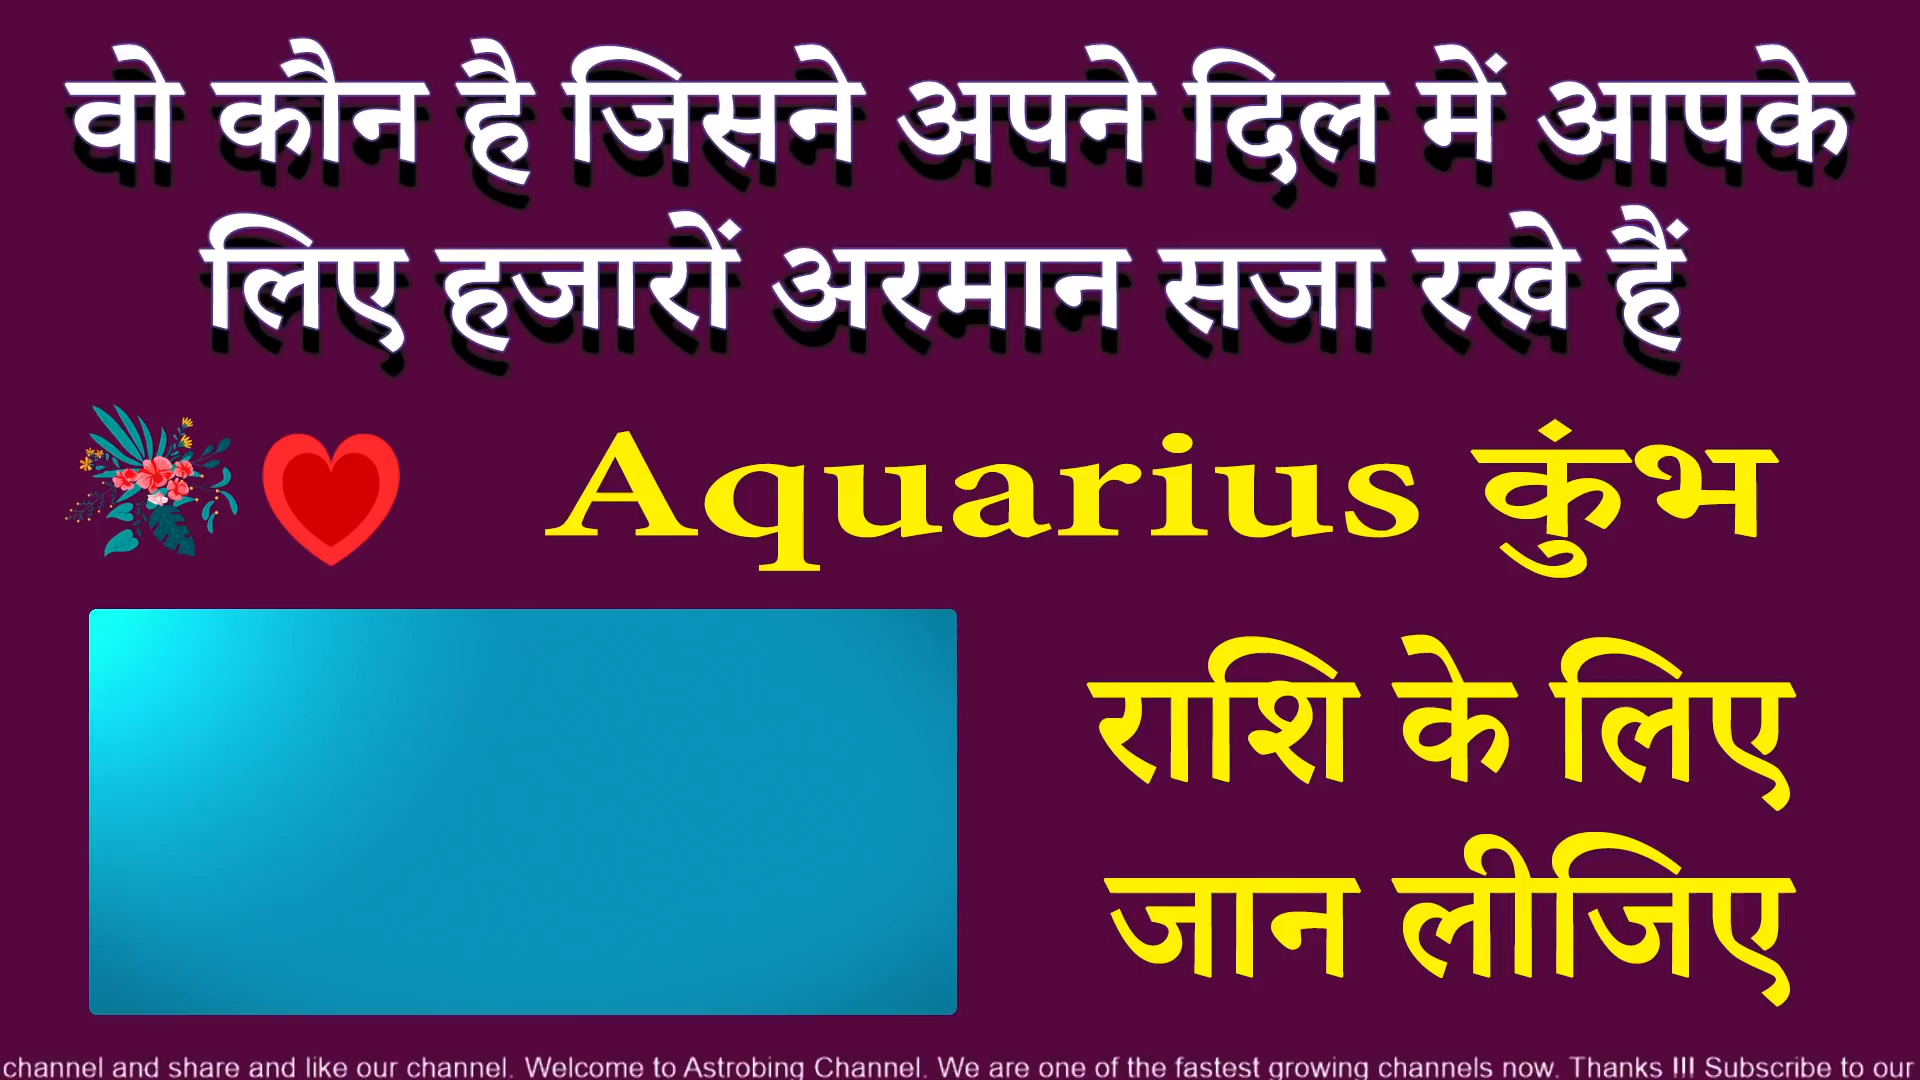 वो कौन है जिसने अपने दिल में आपके
लिए हजारों अरमान सजा रखे हैं
Aquarius कुंभ
राशि के लिए
जान लीजिए
channel and share and like our channel. Welcome to Astrobing Channel. We are one of the fastest growing channels now. Thanks !!! Subscribe to our